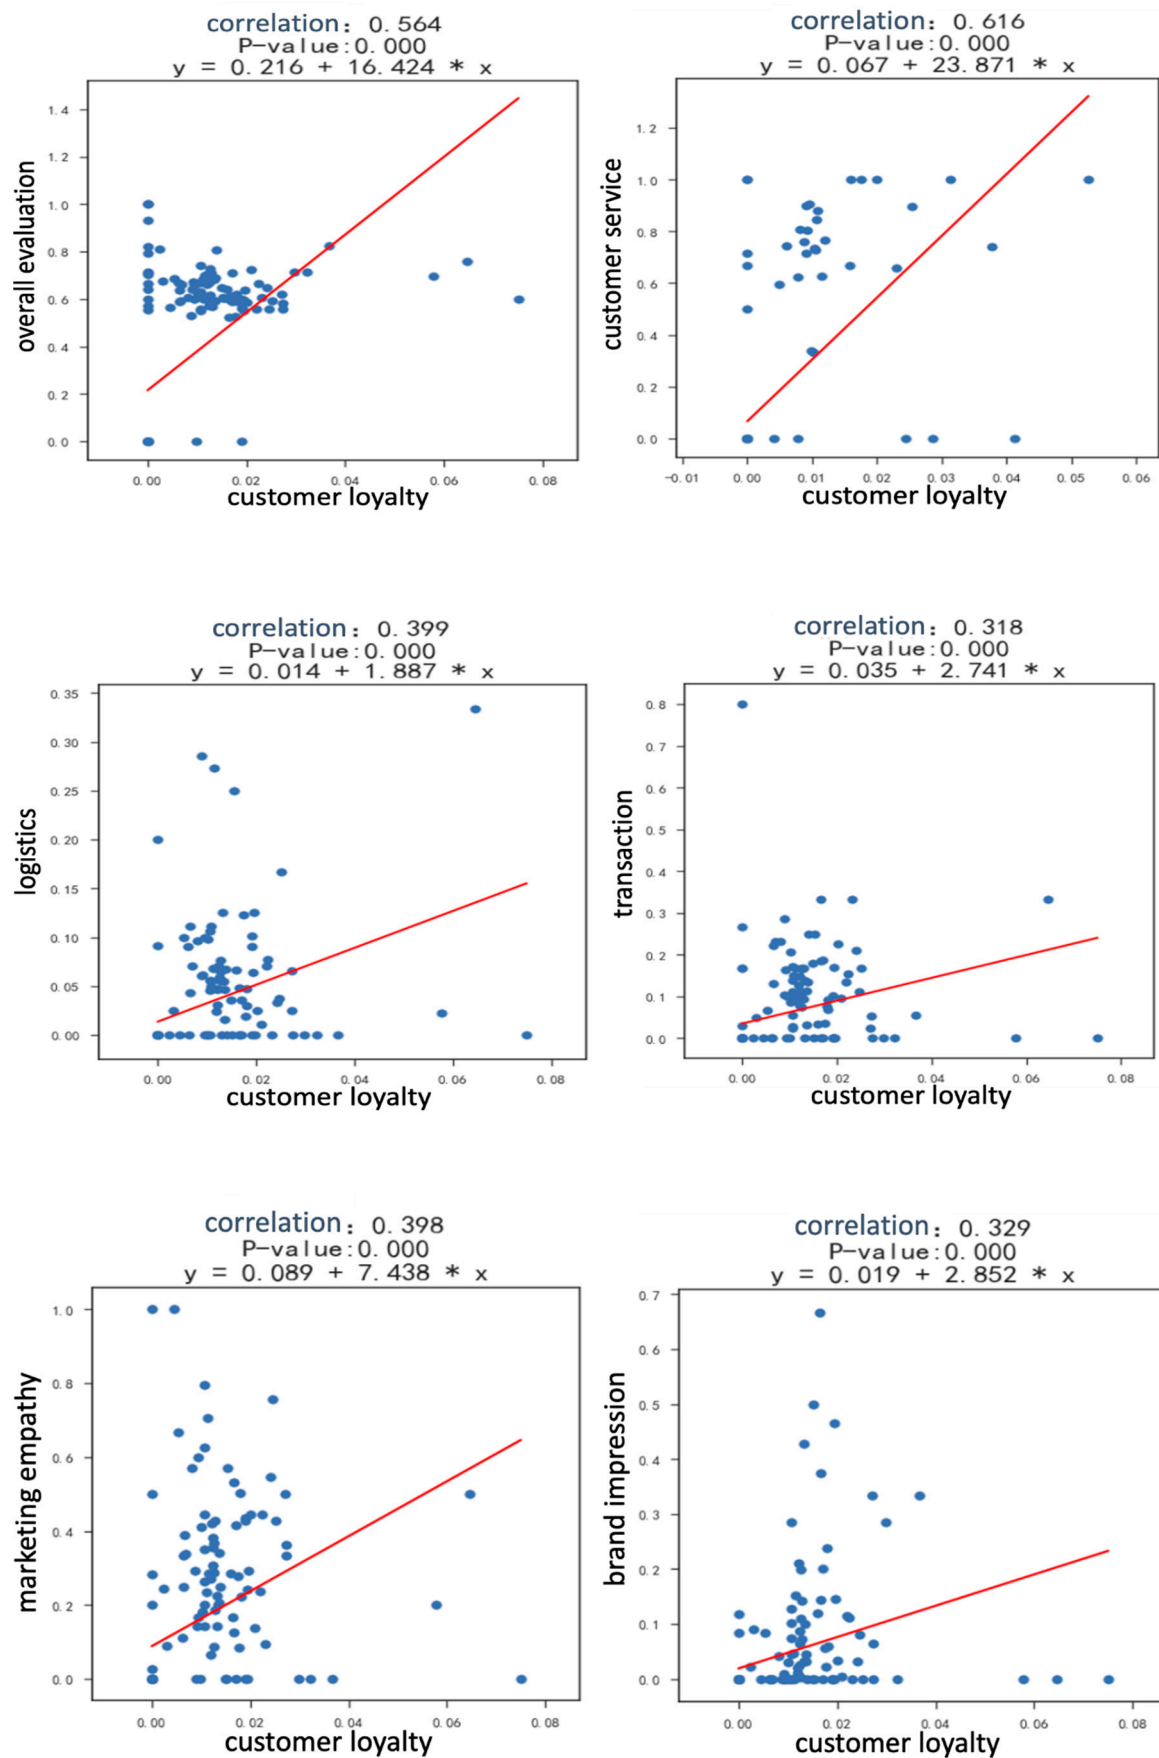 correlation： 0.564
P-value:0.000
y = 0.216 + 16.424 * x
1.4
1.2
1.0
0.8
0.6
0.4
0.2
0.0
overall evaluation
0.00 0.02 0.04 0.06 0.08
customer loyalty
correlation： 0.616
P-value:0.000
y = 0.067 + 23.871 * x
1.2
1.0
0.8
0.6
0.4
0.2
0.0
customer service
-0.01 0.00 0.01 0.02 0.03 0.04 0.05 0.06
customer loyalty
correlation： 0.399
P-value:0.000
y = 0.014 + 1.887 * x
0.35
0.30
0.25
0.20
0.15
0.10
0.05
0.00
logistics
0.00 0.02 0.04 0.06 0.08
customer loyalty
correlation： 0.318
P-value:0.000
y = 0.035 + 2.741 * x
0.8
0.7
0.6
0.5
0.4
0.3
0.2
0.1
0.0
transaction
0.00 0.02 0.04 0.06 0.08
customer loyalty
correlation： 0.398
P-value:0.000
y = 0.089 + 7.438 * x
1.0
0.8
0.6
0.4
0.2
0.0
marketing empathy
0.00 0.02 0.04 0.06 0.08
customer loyalty
correlation： 0.329
P-value:0.000
y = 0.019 + 2.852 * x
0.7
0.6
0.5
0.4
0.3
0.2
0.1
0.0
brand impression
0.00 0.02 0.04 0.06 0.08
customer loyalty